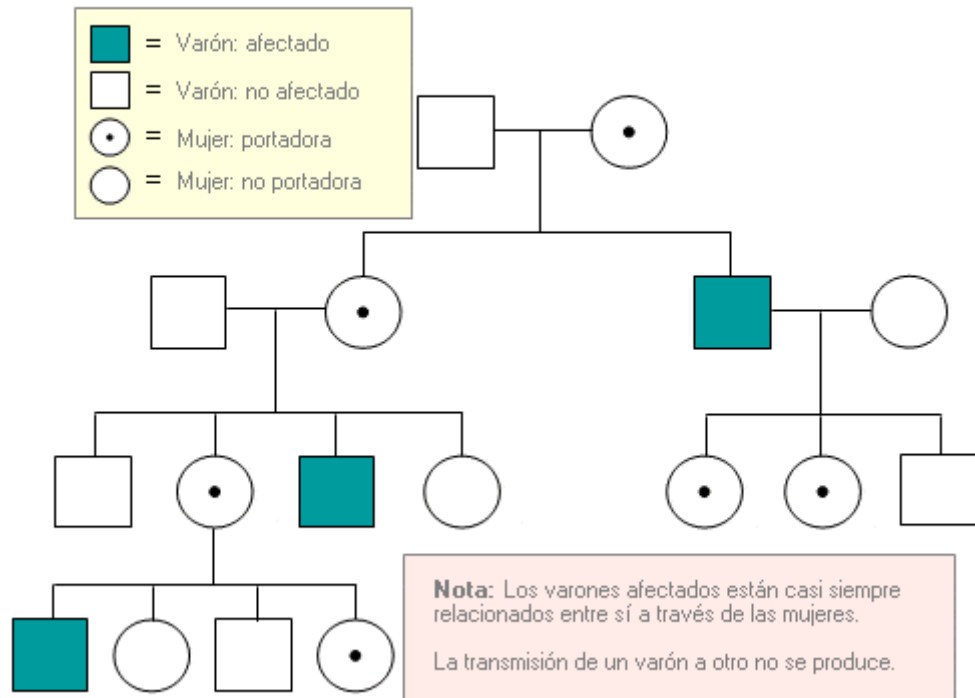 = Varón: afectado
= Varón: no afectado
= Mujer: portadora
= Mujer: no portadora
Nota: Los varones afectados están casi siempre
relacionados entre sí a través de las mujeres.
La transmisión de un varón a otro no se produce.